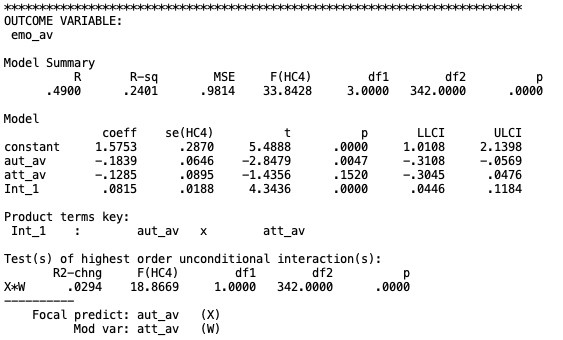 **************************************************************************
OUTCOME VARIABLE:
 emo_av

Model Summary
          R       R-sq        MSE     F(HC4)        df1        df2          p
      .4900      .2401      .9814    33.8428     3.0000   342.0000      .0000

Model
              coeff    se(HC4)          t          p       LLCI       ULCI
constant     1.5753      .2870     5.4888      .0000     1.0108     2.1398
aut_av       -.1839      .0646    -2.8479      .0047     -.3108     -.0569
att_av       -.1285      .0895    -1.4356      .1520     -.3045      .0476
Int_1         .0815      .0188     4.3436      .0000      .0446      .1184

Product terms key:
 Int_1    :        aut_av   x        att_av

Test(s) of highest order unconditional interaction(s):
       R2-chng     F(HC4)        df1        df2          p
X*W      .0294    18.8669     1.0000   342.0000      .0000
----------
    Focal predict: aut_av   (X)
          Mod var: att_av   (W)